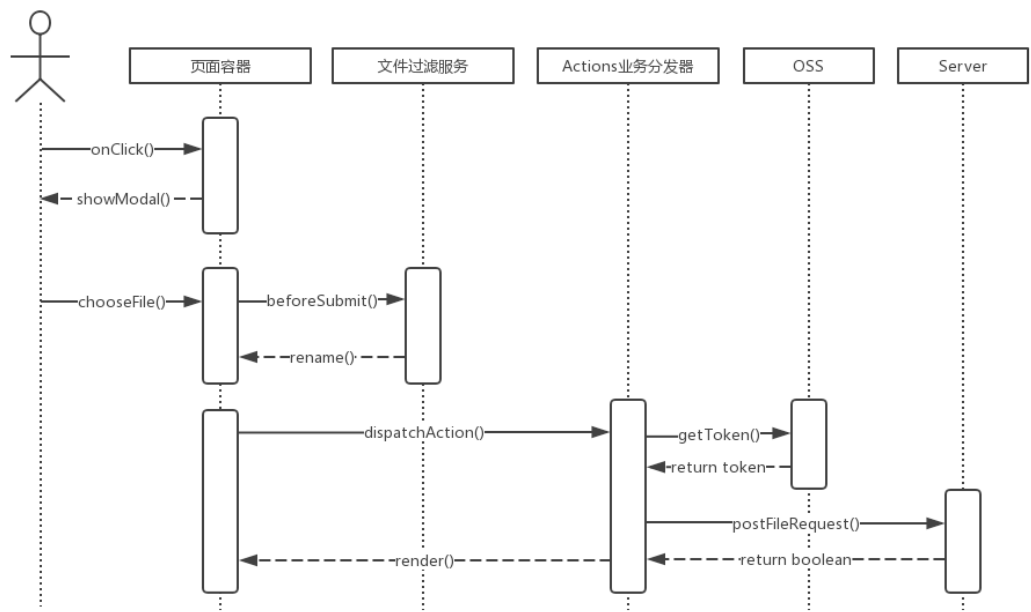 页面容器
文件过滤服务
Actions业务分发器
OSS
Server
onClick()
showModal()
chooseFile()
beforeSubmit()
rename()
dispatchAction()
getToken()
return token
postFileRequest()
render()
return boolean